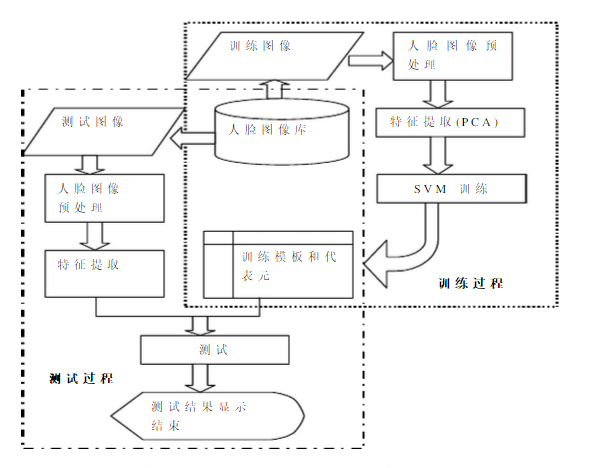 训练图像
人脸图像预
处理
测试图像
人脸图像库
特征提取(PCA)
人脸图像
预处理
SVM 训练
特征提取
训练模板和代
表元
训练过程
测试
测试过程
测试结果显示
结束